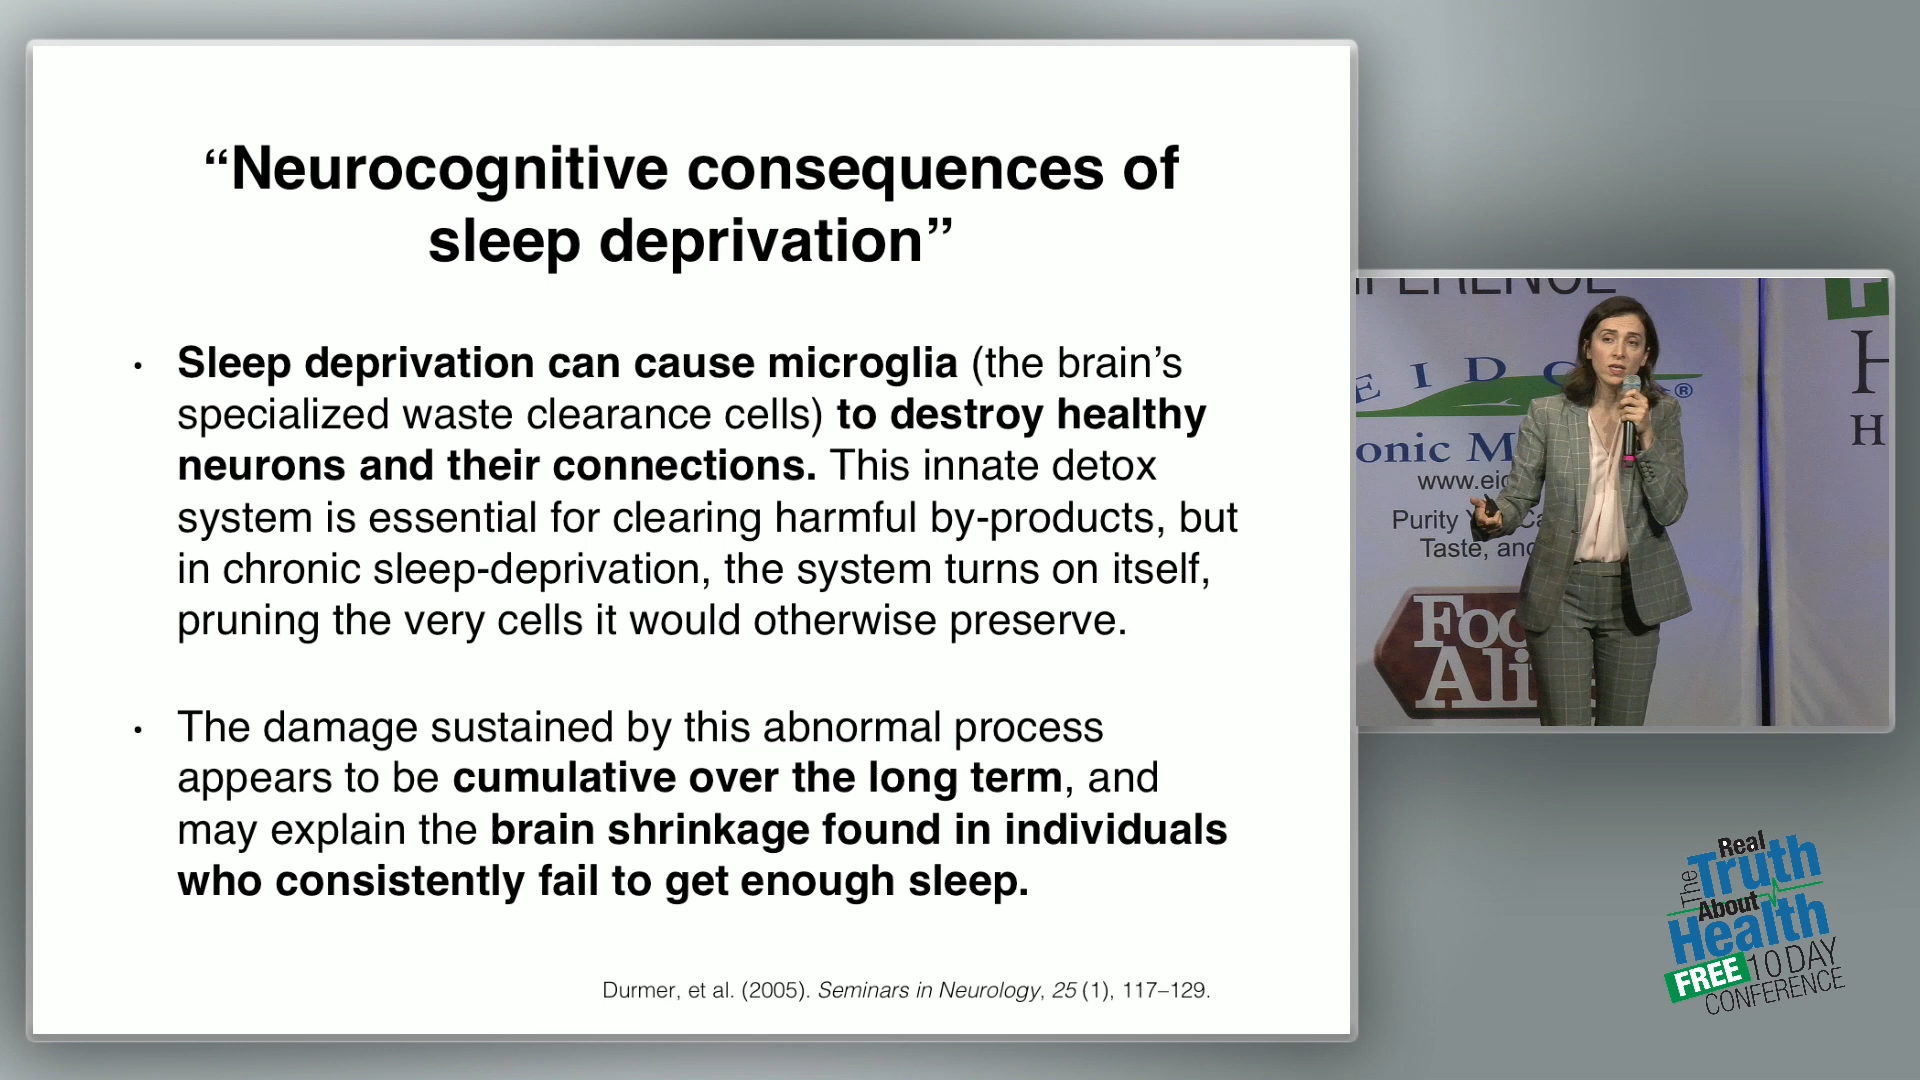 “Neurocognitive consequences of
sleep deprivation”
• Sleep deprivation can cause microglia (the brain’s
specialized waste clearance cells) to destroy healthy
neurons and their connections. This innate detox
system is essential for clearing harmful by-products, but
in chronic sleep-deprivation, the system turns on itself,
pruning the very cells it would otherwise preserve.
• The damage sustained by this abnormal process
appears to be cumulative over the long term, and
may explain the brain shrinkage found in individuals
who consistently fail to get enough sleep.
Durmer, et al. (2005). Seminars in Neurology, 25 (1), 117–129.
EID
®
onic M
www.eid
Purity
Taste, and
H
H
The Real
Truth
About
Health
FREE 10 DAY
CONFERENCE